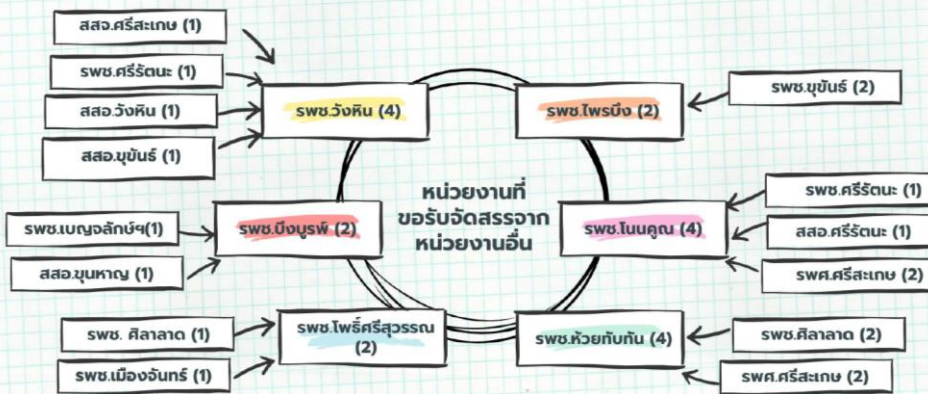 สสจ.ศรีสะเกษ (1)
รพช.ศรีรัตนะ (1)
สสอ.วังหิน (1)
สสอ.ขุขันธ์ (1)
รพช.วังหิน (4)
รพช.ไพรบึง (2)
รพช.ขุขันธ์ (2)
หน่วยงานที่
ขอรับจัดสรรจาก
หน่วยงานอื่น
รพช.เบญจลักษ์ฯ(1)
สสอ.ขุนหาญ (1)
รพช.บึงบูรพ์ (2)
รพช.โนนคูณ (4)
รพช.ศรีรัตนะ (1)
สสอ.ศรีรัตนะ (1)
รพศ.ศรีสะเกษ (2)
รพช. ศิลาลาด (1)
รพช.เมืองจันทร์ (1)
รพช.โพธิ์ศรีสุวรรณ
(2)
รพช.ห้วยทับทัน (4)
รพช.ศิลาลาด (2)
รพศ.ศรีสะเกษ (2)